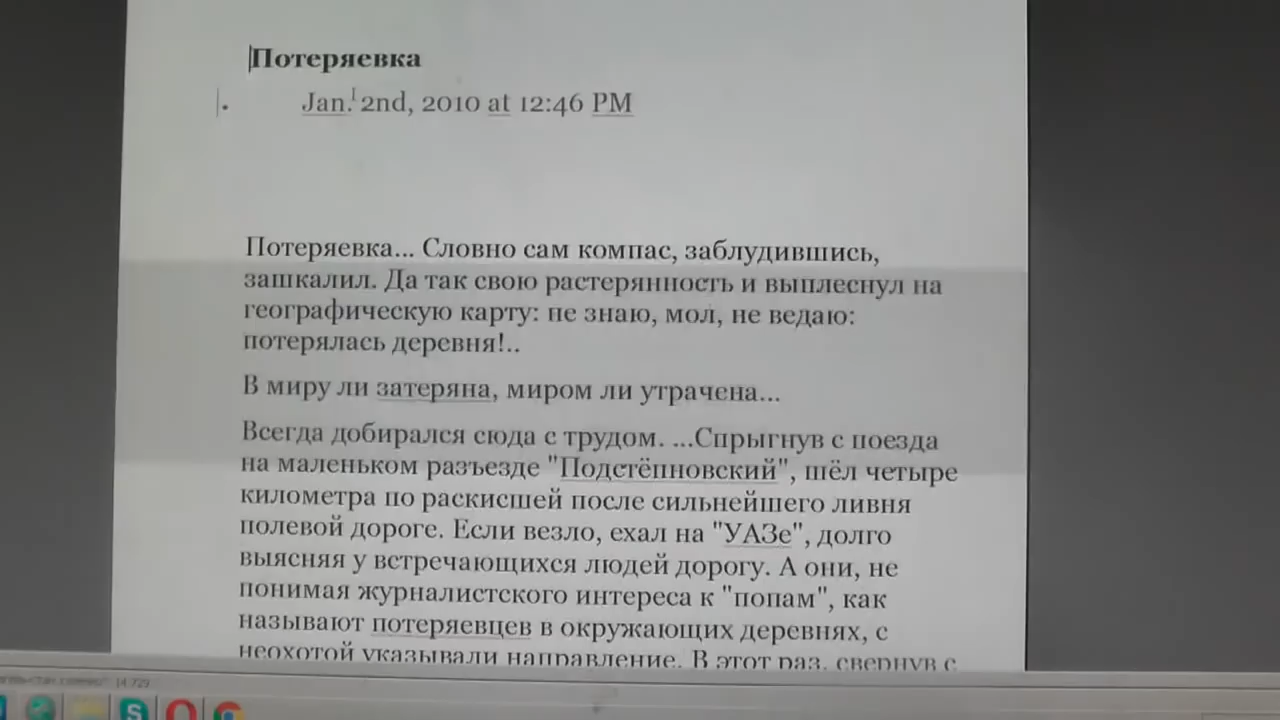 Потеряевка
Jan. 2nd, 2010 at 12:46 PM
Потеряевка... Словно сам компас, заблудившись,
зашкалил. Да так свою растерянность и выплеснул на
географическую карту: не знаю, мол, не ведаю:
потерялась деревня!..
В миру ли затеряна, миром ли утрачена...
Всегда добирался сюда с трудом. ...Спрыгнув с поезда
на маленьком разъезде "Подстёпновский", шёл четыре
километра по раскисшей после сильнейшего ливня
полевой дороге. Если везло, ехал на "УАЗе", долго
выясняя у встречающихся людей дорогу. А они, не
понимая журналистского интереса к "попам", как
называют потеряевцев в окружающих деревнях, с
неохотой указывали направление. В этот раз, свернув с
14 729